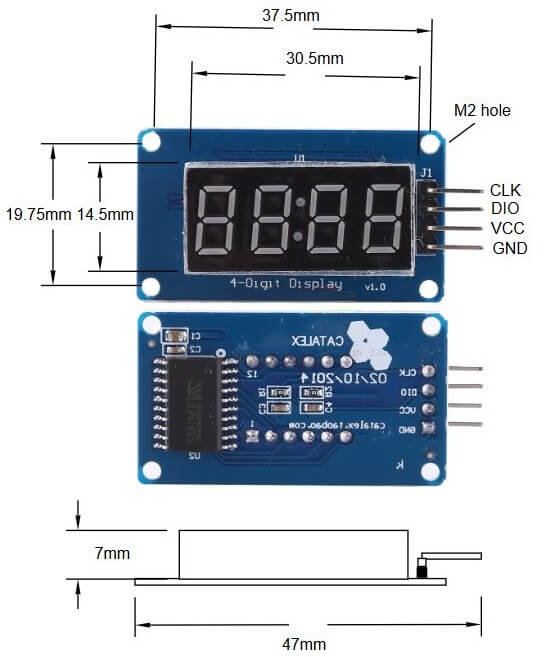 37.5mm
30.5mm
M2 hole
U1
J1
CLK
DIO
VCC
GND
19.75mm
14.5mm
4-Digit Display
v1.0
C1
C2
CATALEX
02/10/2014
12
R1
R2
C3
C4
CLK
DIO
VCC
GND
1
catalex.taobao.com
U2
k
7mm
47mm